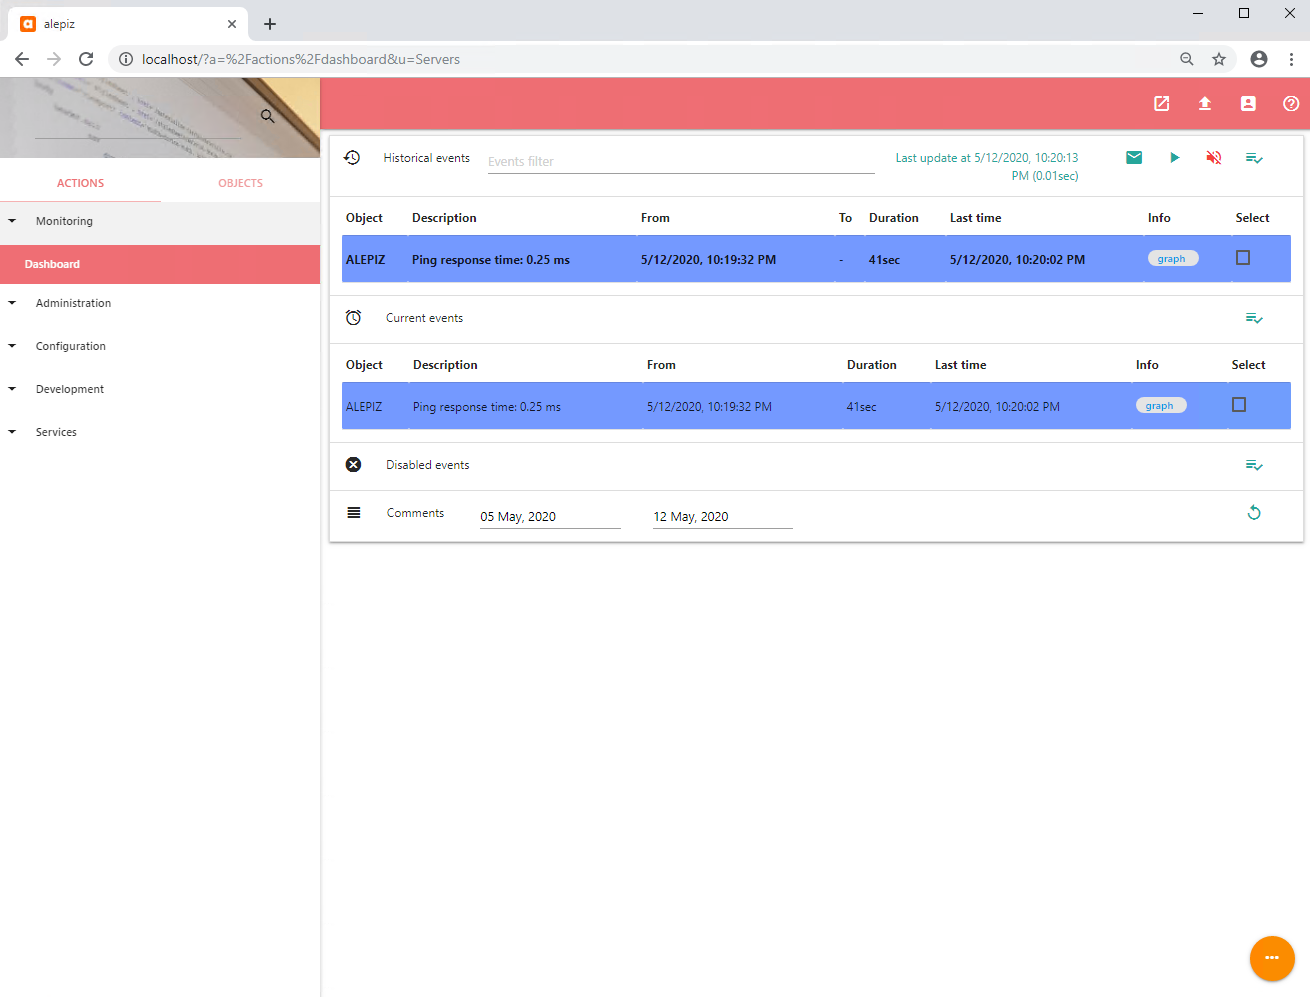 alepiz
localhost/?a=%2Factions%2Fdashboard&u=Servers
ACTIONS OBJECTS
Monitoring
Dashboard
Administration
Configuration
Development
Services
Historical events Events filter Last update at 5/12/2020, 10:20:13
PM (0.01sec)
Object Description From To Duration Last time Info Select
ALEPIZ Ping response time: 0.25 ms 5/12/2020, 10:19:32 PM - 41sec 5/12/2020, 10:20:02 PM graph
Current events
Object Description From Duration Last time Info Select
ALEPIZ Ping response time: 0.25 ms 5/12/2020, 10:19:32 PM 41sec 5/12/2020, 10:20:02 PM graph
Disabled events
Comments 05 May, 2020 12 May, 2020